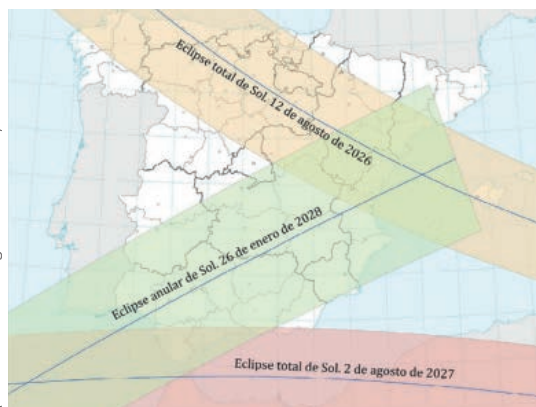 Eclipse total de Sol. 12 de agosto de 2026
Eclipse anular de Sol. 26 de enero de 2028
Eclipse total de Sol. 2 de agosto de 2027